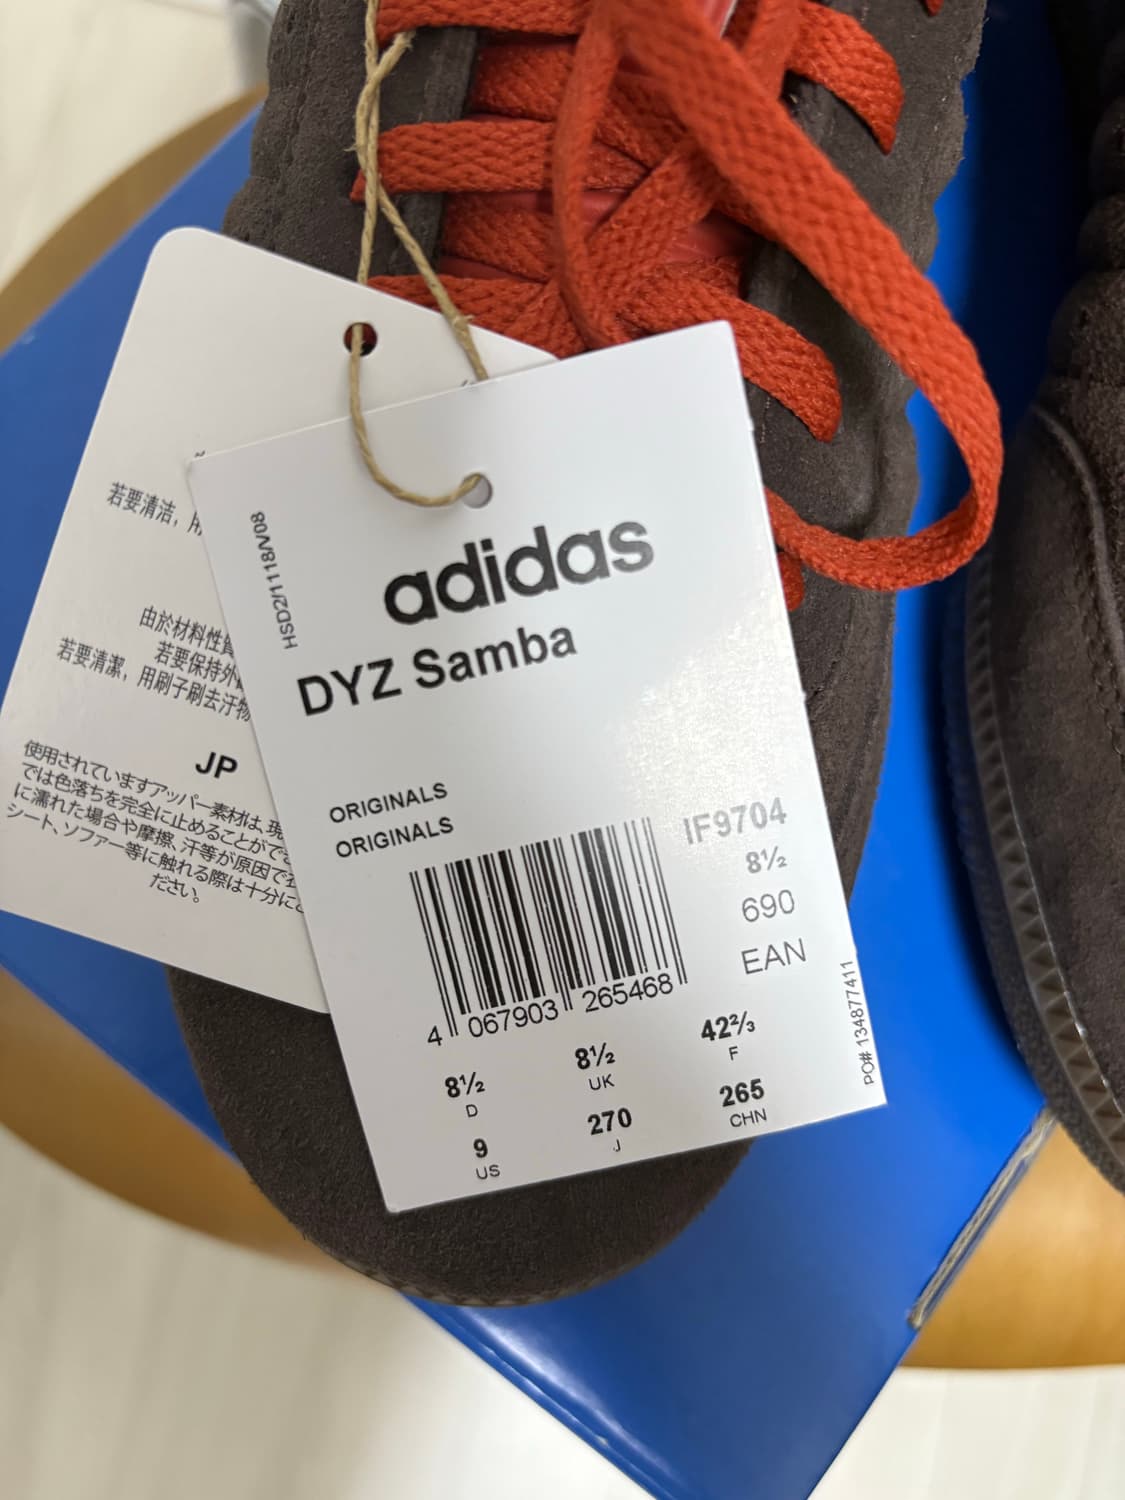 若要清洁，用
由於材料性質
若要保持外
若要清潔，用刷子刷去汙物
JP
使用されていますアッパー素材は、現
では色落ちを完全に止めることができ
に濡れた場合や摩擦、汗等が原因で
シート、ソファー等に触れる際は十分に
ださい。
HSD2/1118/V08
adidas
DYZ Samba
ORIGINALS
ORIGINALS
IF9704
8½
690
EAN
4 067903 265468
PO# 134877411
8½ 8½ 42⅔
D UK F
9 270 265
US J CHN